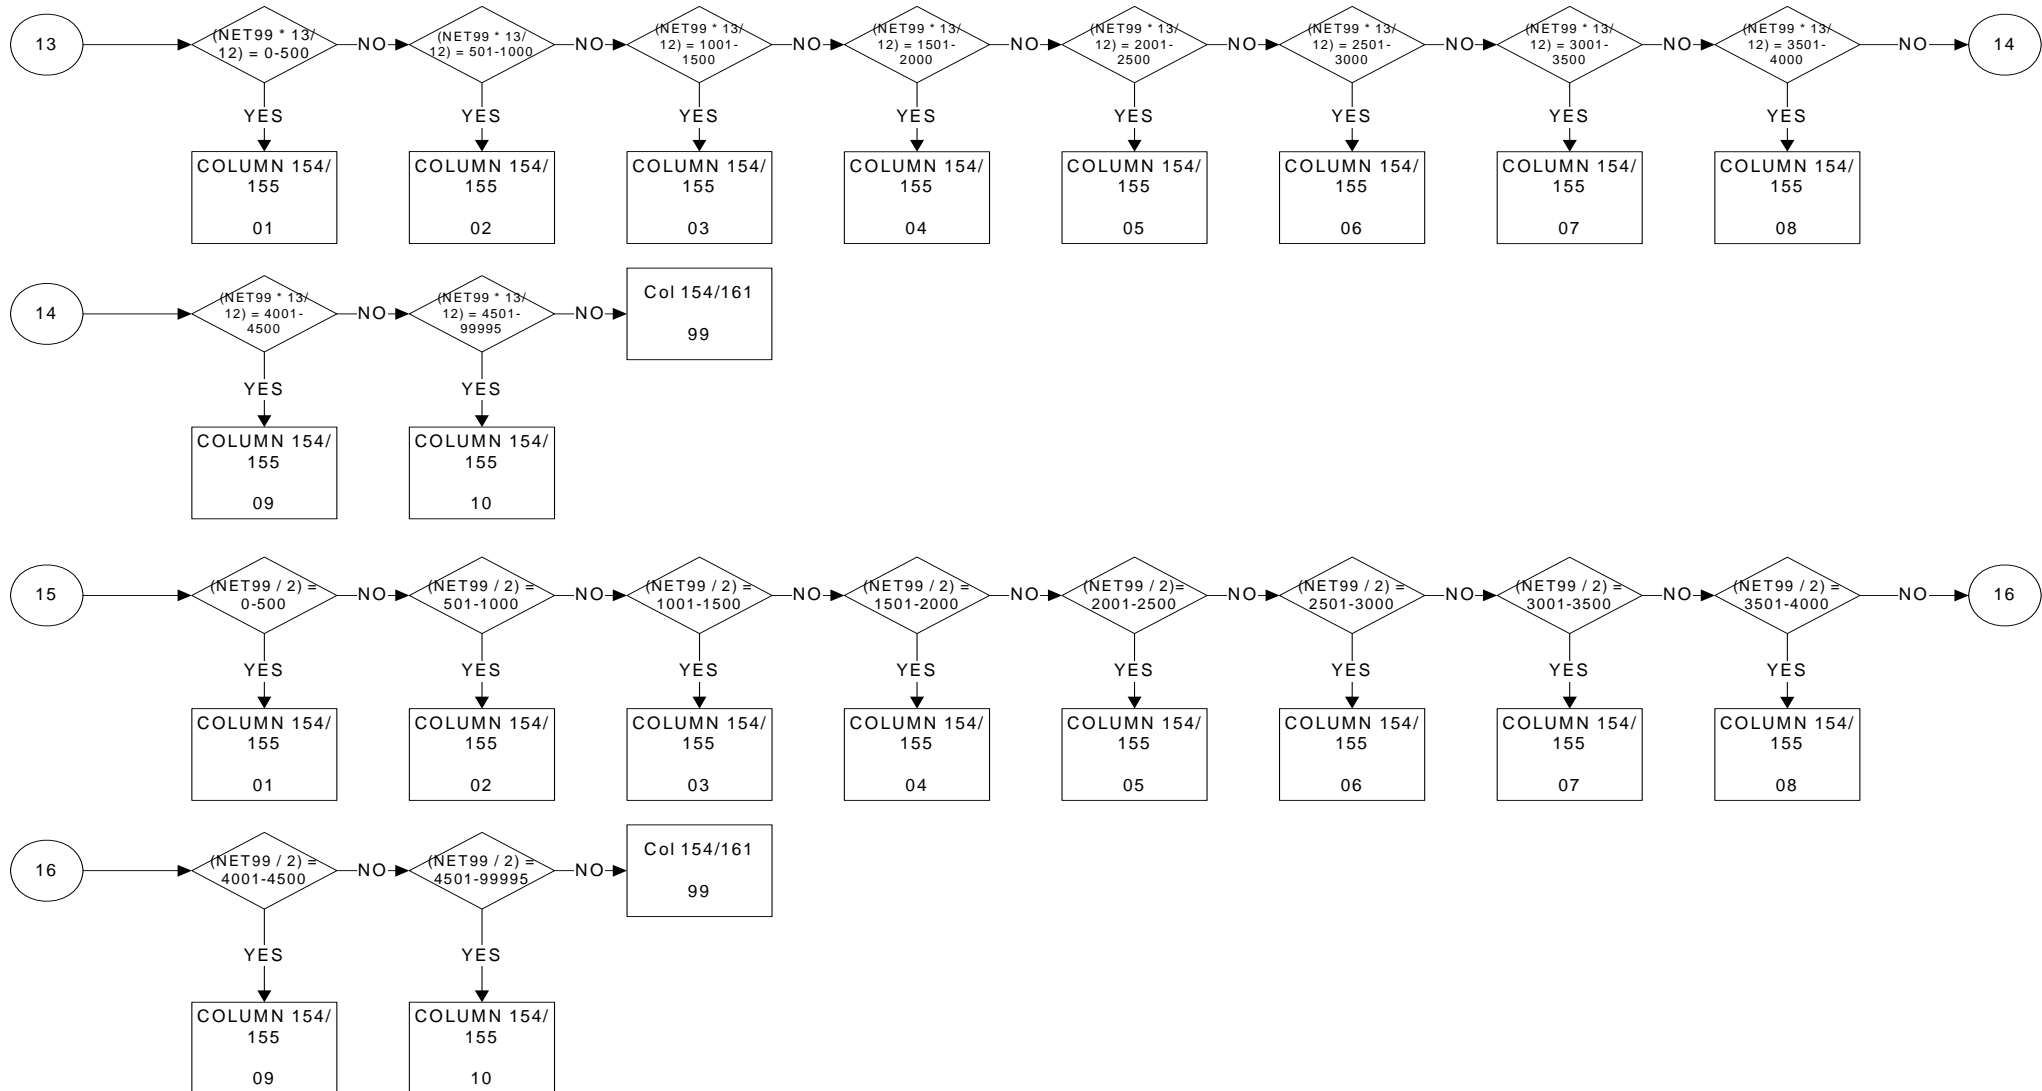 13
(NET99 * 13/
12) = 0-500
NO
(NET99 * 13/
12) = 501-1000
NO
(NET99 * 13/
12) = 1001-
1500
NO
(NET99 * 13/
12) = 1501-
2000
NO
(NET99 * 13/
12) = 2001-
2500
NO
(NET99 * 13/
12) = 2501-
3000
NO
(NET99 * 13/
12) = 3001-
3500
NO
(NET99 * 13/
12) = 3501-
4000
NO
14
YES
YES
YES
YES
YES
YES
YES
YES
COLUMN 154/
155
01
COLUMN 154/
155
02
COLUMN 154/
155
03
COLUMN 154/
155
04
COLUMN 154/
155
05
COLUMN 154/
155
06
COLUMN 154/
155
07
COLUMN 154/
155
08
14
(NET99 * 13/
12) = 4001-
4500
NO
(NET99 * 13/
12) = 4501-
99995
NO
Col 154/161
99
YES
YES
COLUMN 154/
155
09
COLUMN 154/
155
10
15
(NET99 / 2) =
0-500
NO
(NET99 / 2) =
501-1000
NO
(NET99 / 2) =
1001-1500
NO
(NET99 / 2) =
1501-2000
NO
(NET99 / 2)=
2001-2500
NO
(NET99 / 2) =
2501-3000
NO
(NET99 / 2) =
3001-3500
NO
(NET99 / 2) =
3501-4000
NO
16
YES
YES
YES
YES
YES
YES
YES
YES
COLUMN 154/
155
01
COLUMN 154/
155
02
COLUMN 154/
155
03
COLUMN 154/
155
04
COLUMN 154/
155
05
COLUMN 154/
155
06
COLUMN 154/
155
07
COLUMN 154/
155
08
16
(NET99 / 2) =
4001-4500
NO
(NET99 / 2) =
4501-99995
NO
Col 154/161
99
YES
YES
COLUMN 154/
155
09
COLUMN 154/
155
10